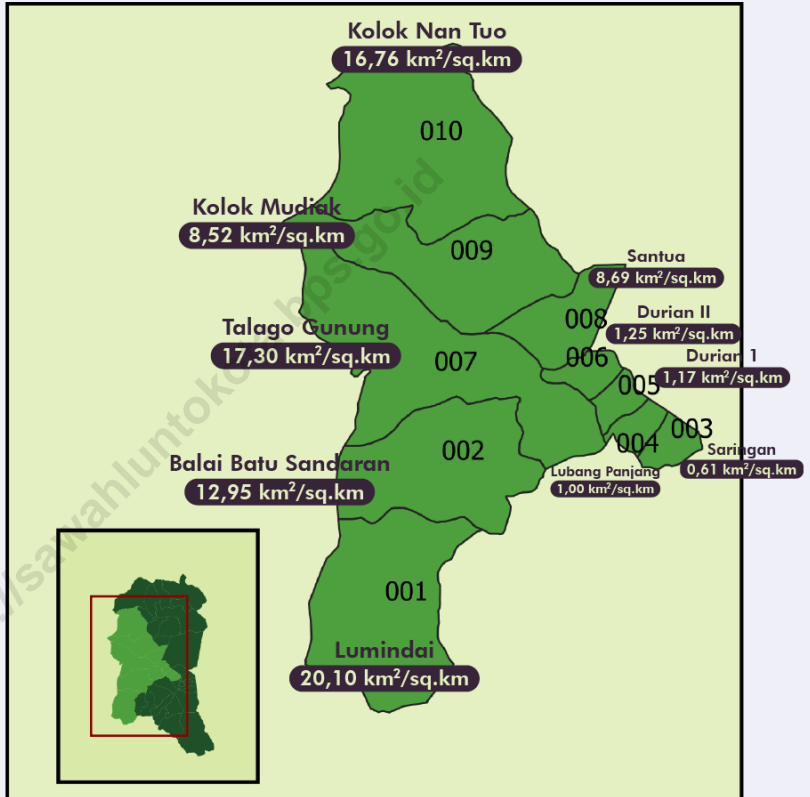 Kolok Nan Tuo
16,76 km²/sq.km
010
Kolok Mudiak
8,52 km²/sq.km
009
Santua
8,69 km²/sq.km
008
Durian II
1,25 km²/sq.km
Talago Gunung
17,30 km²/sq.km
007
006
Durian 1
1,17 km²/sq.km
005
003
004
Saringan
0,61 km²/sq.km
Lubang Panjang
1,00 km²/sq.km
Balai Batu Sandaran
12,95 km²/sq.km
002
001
Lumindai
20,10 km²/sq.km
//sawahluntokota.bps.go.id